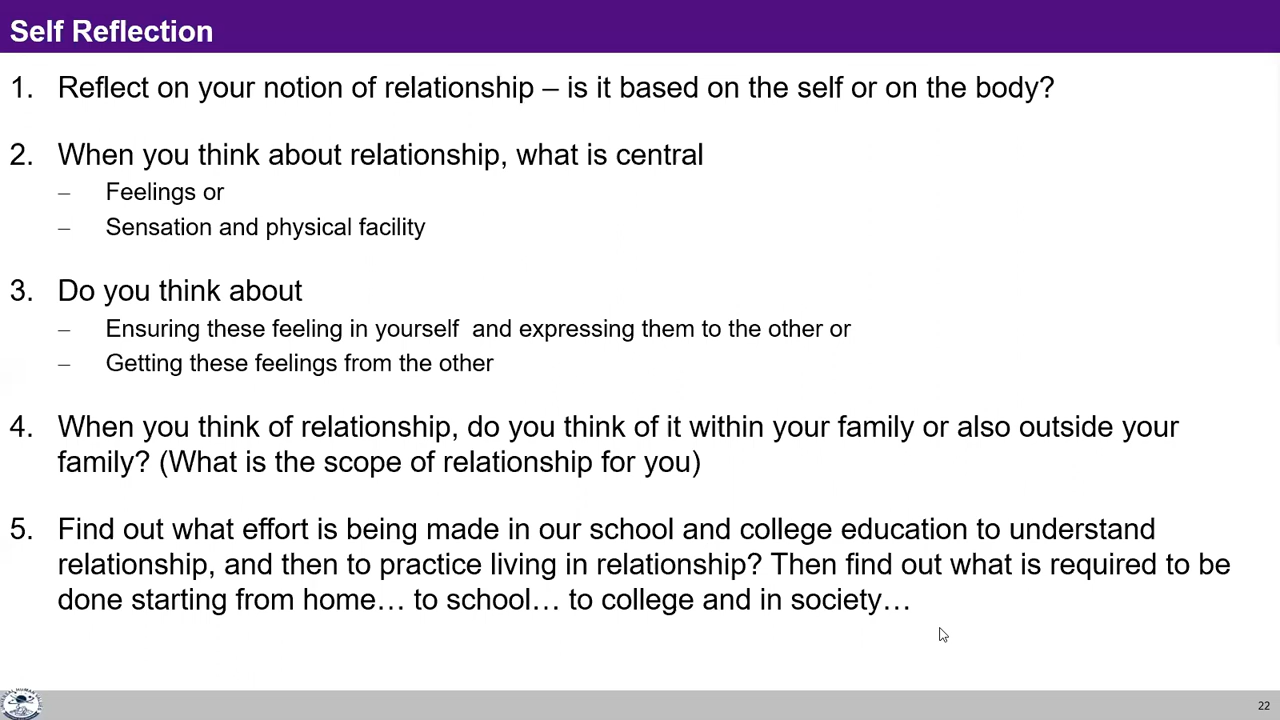 Self Reflection
1. Reflect on your notion of relationship – is it based on the self or on the body?
2. When you think about relationship, what is central
– Feelings or
– Sensation and physical facility
3. Do you think about
– Ensuring these feeling in yourself and expressing them to the other or
– Getting these feelings from the other
4. When you think of relationship, do you think of it within your family or also outside your
family? (What is the scope of relationship for you)
5. Find out what effort is being made in our school and college education to understand
relationship, and then to practice living in relationship? Then find out what is required to be
done starting from home… to school… to college and in society…
22